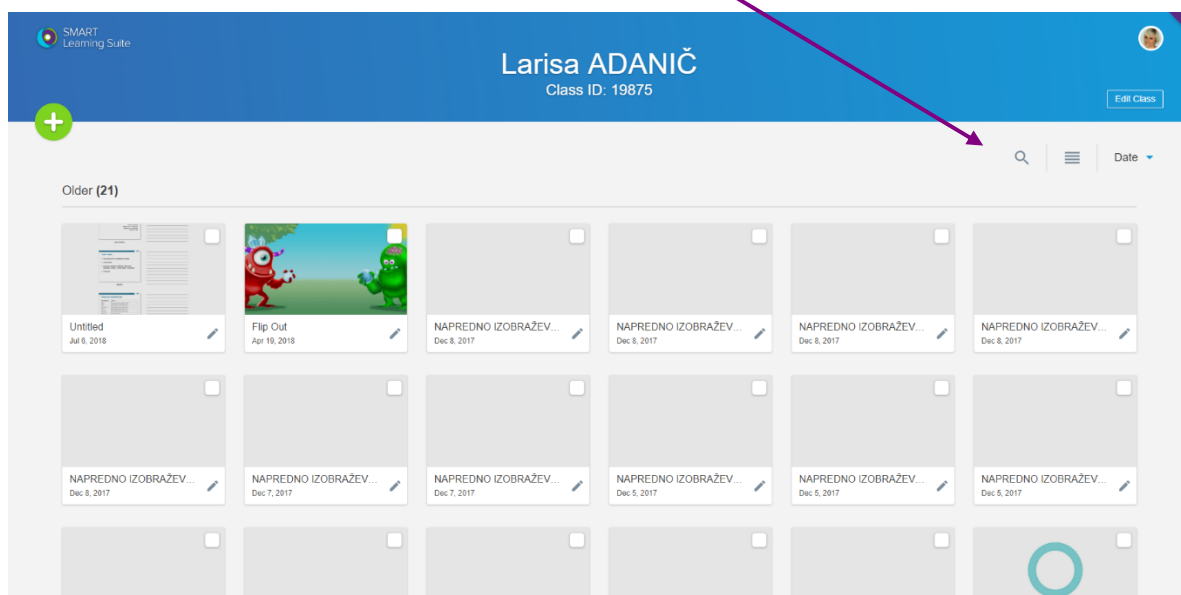 SMART
Learning Suite
Larisa ADANIČ
Class ID: 19875
Edit Class
Date
Older (21)
Untitled
Jul 6, 2018
Flip Out
Apr 19, 2018
NAPREDNO IZOBRAŽEV...
Dec 8, 2017
NAPREDNO IZOBRAŽEV...
Dec 8, 2017
NAPREDNO IZOBRAŽEV...
Dec 8, 2017
NAPREDNO IZOBRAŽEV...
Dec 8, 2017
NAPREDNO IZOBRAŽEV...
Dec 8, 2017
NAPREDNO IZOBRAŽEV...
Dec 7, 2017
NAPREDNO IZOBRAŽEV...
Dec 7, 2017
NAPREDNO IZOBRAŽEV...
Dec 5, 2017
NAPREDNO IZOBRAŽEV...
Dec 5, 2017
NAPREDNO IZOBRAŽEV...
Dec 5, 2017